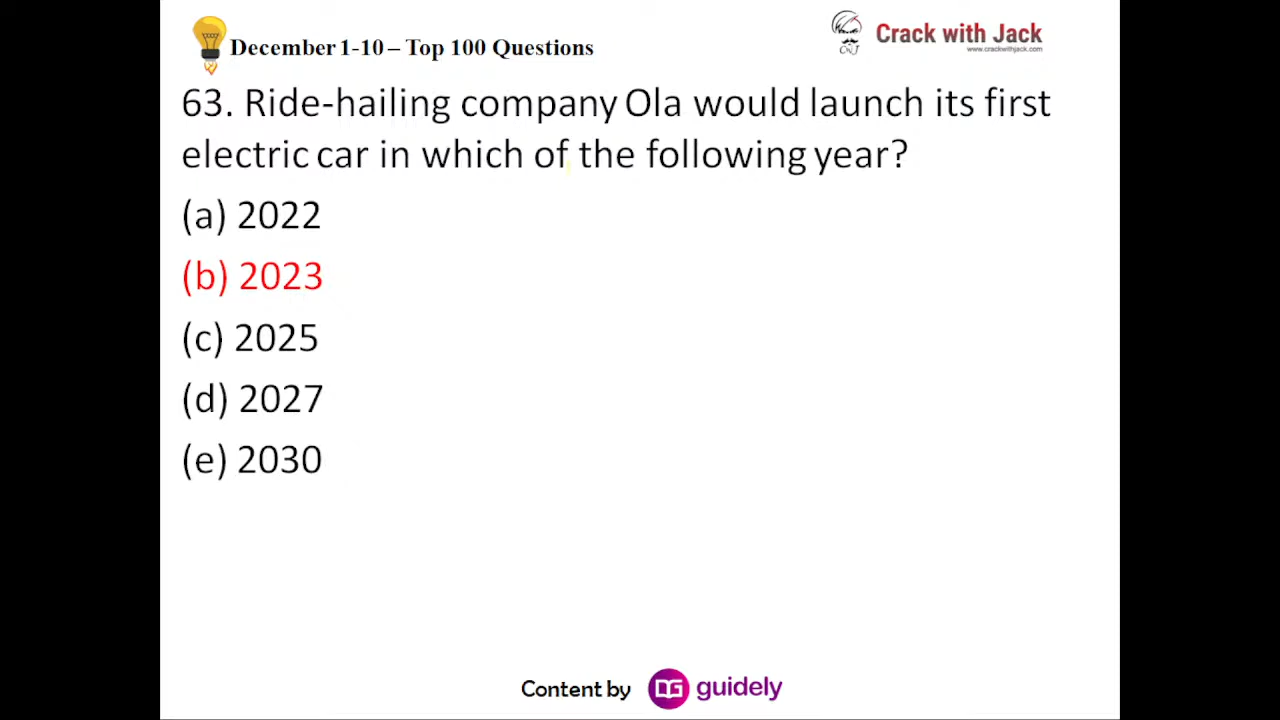 December 1-10 – Top 100 Questions
Crack with Jack
www.crackwithjack.com
CWJ
63. Ride-hailing company Ola would launch its first
electric car in which of the following year?
(a) 2022
(b) 2023
(c) 2025
(d) 2027
(e) 2030
Content by
guidely